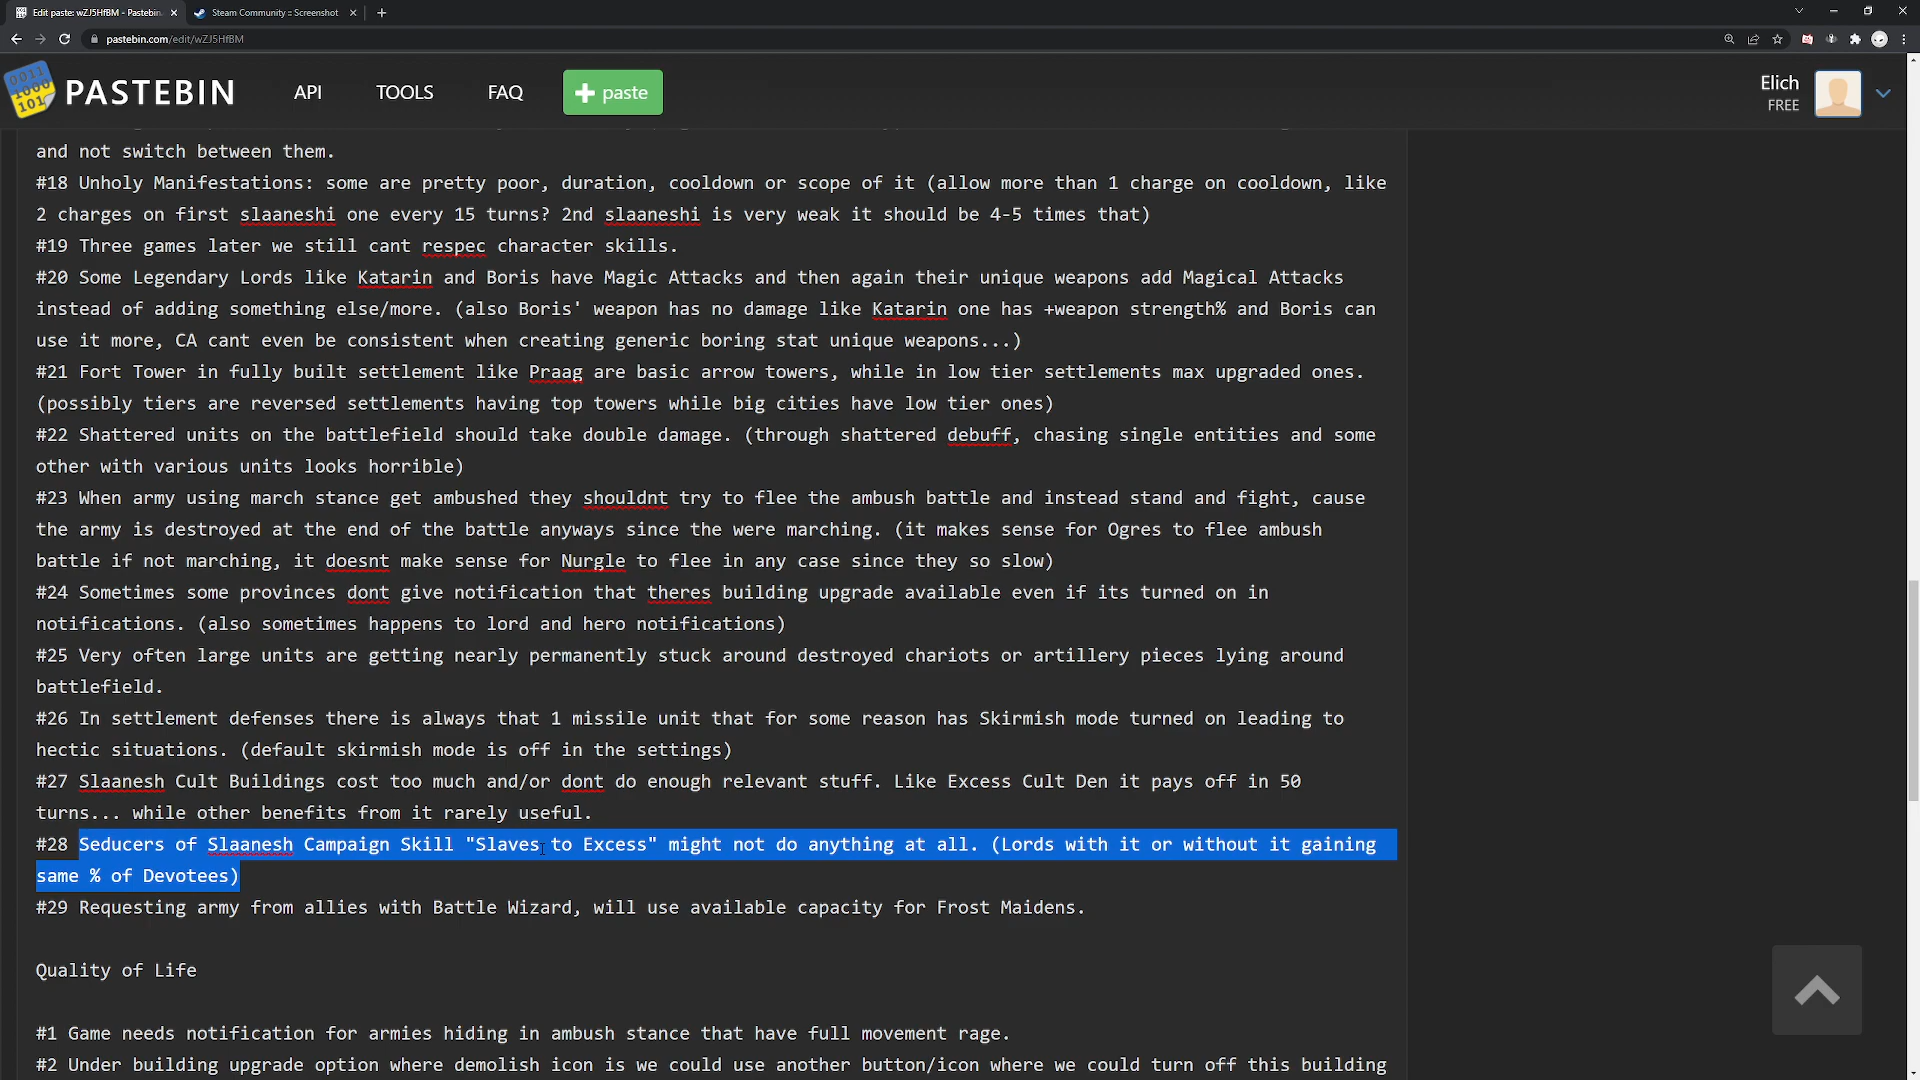 Edit paste: wZJ5HfBM - Pastebin
Steam Community :: Screenshot
pastebin.com/edit/wZJ5HfBM
0011
1000
101
PASTEBIN
API
TOOLS
FAQ
paste
Elich
FREE
and not switch between them.
#18 Unholy Manifestations: some are pretty poor, duration, cooldown or scope of it (allow more than 1 charge on cooldown, like
2 charges on first slaaneshi one every 15 turns? 2nd slaaneshi is very weak it should be 4-5 times that)
#19 Three games later we still cant respec character skills.
#20 Some Legendary Lords like Katarin and Boris have Magic Attacks and then again their unique weapons add Magical Attacks
instead of adding something else/more. (also Boris' weapon has no damage like Katarin one has +weapon strength% and Boris can
use it more, CA cant even be consistent when creating generic boring stat unique weapons...)
#21 Fort Tower in fully built settlement like Praag are basic arrow towers, while in low tier settlements max upgraded ones.
(possibly tiers are reversed settlements having top towers while big cities have low tier ones)
#22 Shattered units on the battlefield should take double damage. (through shattered debuff, chasing single entities and some
other with various units looks horrible)
#23 When army using march stance get ambushed they shouldnt try to flee the ambush battle and instead stand and fight, cause
the army is destroyed at the end of the battle anyways since the were marching. (it makes sense for Ogres to flee ambush
battle if not marching, it doesnt make sense for Nurgle to flee in any case since they so slow)
#24 Sometimes some provinces dont give notification that theres building upgrade available even if its turned on in
notifications. (also sometimes happens to lord and hero notifications)
#25 Very often large units are getting nearly permanently stuck around destroyed chariots or artillery pieces lying around
battlefield.
#26 In settlement defenses there is always that 1 missile unit that for some reason has Skirmish mode turned on leading to
hectic situations. (default skirmish mode is off in the settings)
#27 Slaanesh Cult Buildings cost too much and/or dont do enough relevant stuff. Like Excess Cult Den it pays off in 50
turns... while other benefits from it rarely useful.
#28 Seducers of Slaanesh Campaign Skill "Slaves to Excess" might not do anything at all. (Lords with it or without it gaining
same % of Devotees)
#29 Requesting army from allies with Battle Wizard, will use available capacity for Frost Maidens.
Quality of Life
#1 Game needs notification for armies hiding in ambush stance that have full movement rage.
#2 Under building upgrade option where demolish icon is we could use another button/icon where we could turn off this building